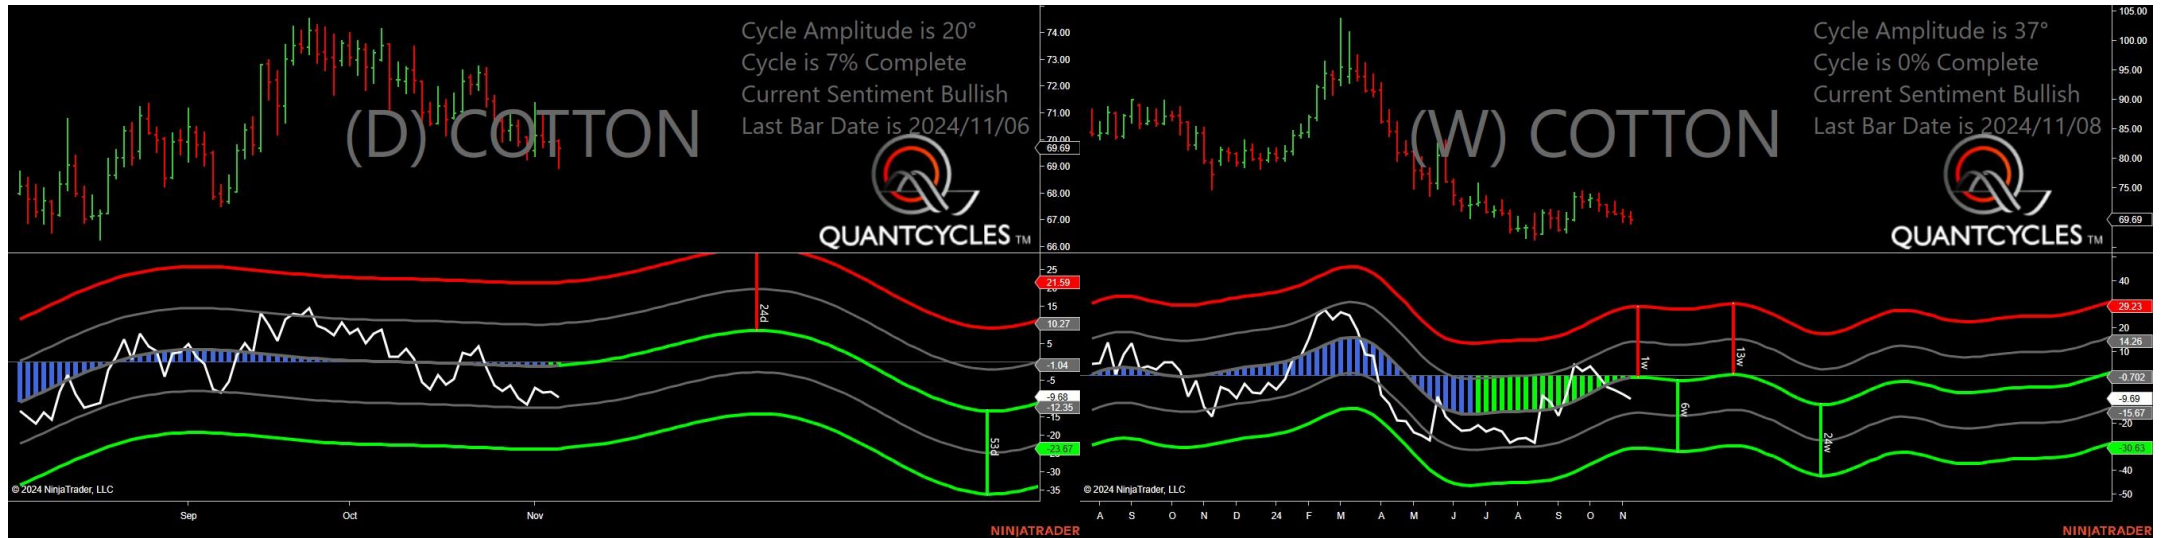 Cycle Amplitude is 20°
Cycle is 7% Complete
Current Sentiment Bullish
Last Bar Date is 2024/11/06
(D) COTTON
QUANTCYCLES TM
74.00
73.00
72.00
71.00
70.00
69.69
69.00
68.00
67.00
66.00
25
21.59
15
10.27
5
-1.04
-5
-9.68
-12.35
-15
-20
-23.67
-30
-35
24d
53d
© 2024 NinjaTrader, LLC
Sep
Oct
Nov
NINJATRADER
Cycle Amplitude is 37°
Cycle is 0% Complete
Current Sentiment Bullish
Last Bar Date is 2024/11/08
(W) COTTON
QUANTCYCLES TM
105.00
100.00
95.00
90.00
85.00
80.00
75.00
69.69
40
29.23
20
14.26
10
-0.702
-9.69
-15.67
-20
-30.63
-40
-50
1w
13w
6w
24w
© 2024 NinjaTrader, LLC
A S O N D 24 F M A M J J A S O N
NINJATRADER